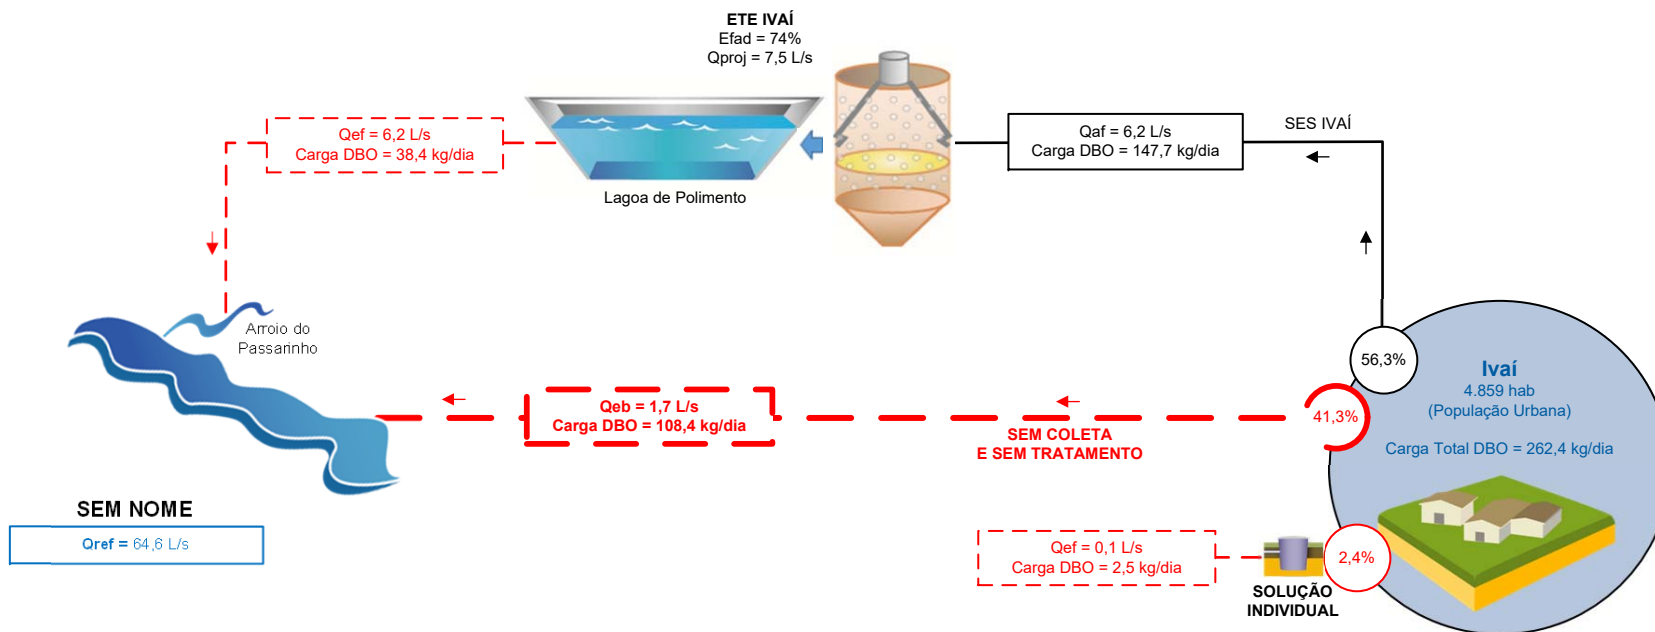 ETE IVAÍ
Efad = 74%
Qproj = 7,5 L/s
Qef = 6,2 L/s
Carga DBO = 38,4 kg/dia
Lagoa de Polimento
Qaf = 6,2 L/s
Carga DBO = 147,7 kg/dia
SES IVAÍ
Arroio do
Passarinho
56,3%
Ivaí
4.859 hab
(População Urbana)
Carga Total DBO = 262,4 kg/dia
41,3%
Qeb = 1,7 L/s
Carga DBO = 108,4 kg/dia
SEM COLETA
E SEM TRATAMENTO
SEM NOME
Qref = 64,6 L/s
Qef = 0,1 L/s
Carga DBO = 2,5 kg/dia
2,4%
SOLUÇÃO
INDIVIDUAL